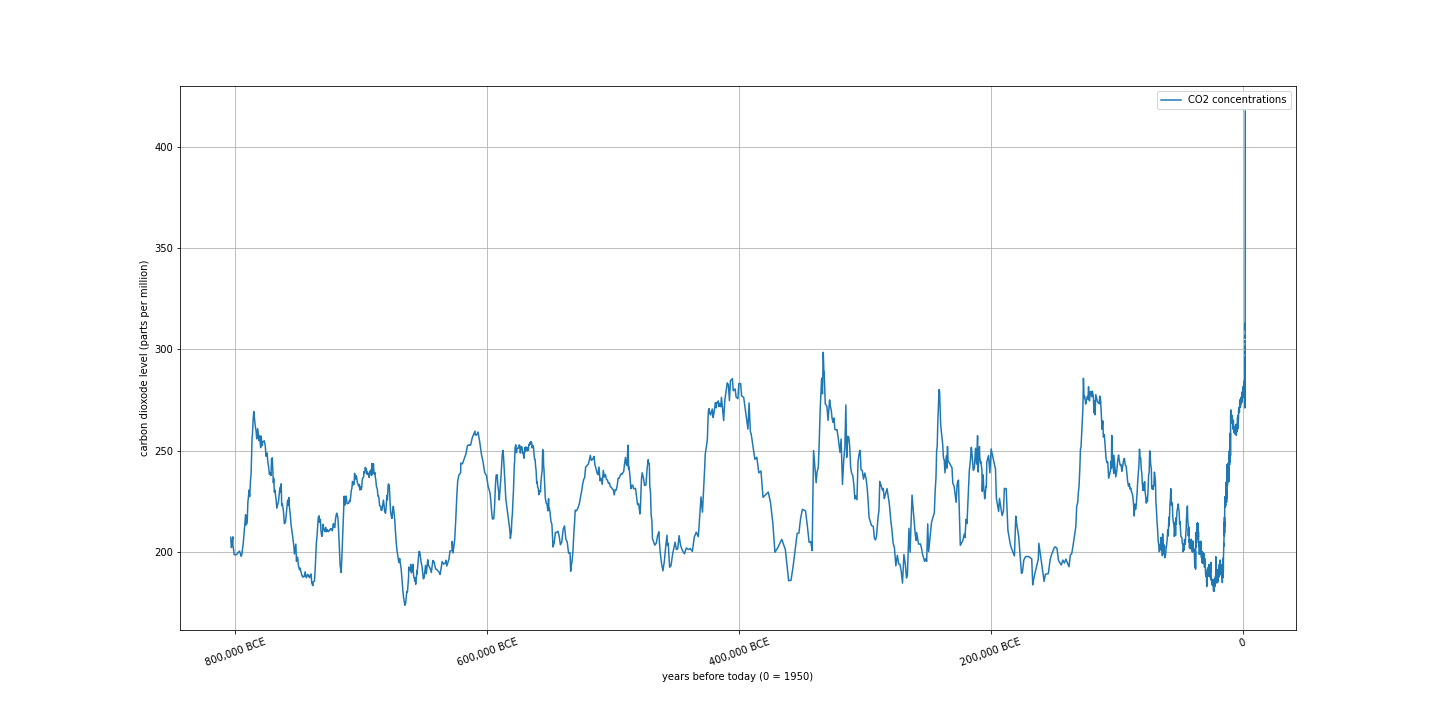 CO2 concentrations
400
350
300
250
200
carbon dioxode level (parts per million)
800,000 BCE
600,000 BCE
400,000 BCE
200,000 BCE
0
years before today (0 = 1950)